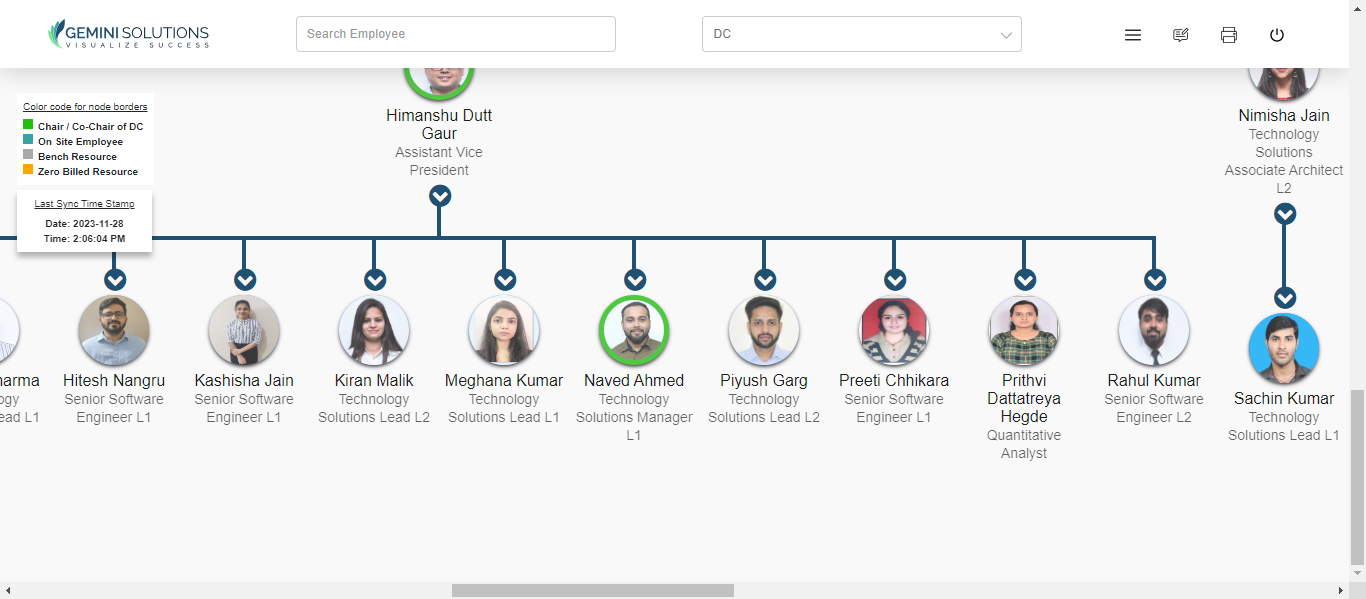 GEMINI SOLUTIONS
VISUALIZE SUCCESS
Search Employee
DC
Color code for node borders
Chair / Co-Chair of DC
On Site Employee
Bench Resource
Zero Billed Resource
Last Sync Time Stamp
Date: 2023-11-28
Time: 2:06:04 PM
Himanshu Dutt
Gaur
Assistant Vice
President
Nimisha Jain
Technology
Solutions
Associate Architect
L2
Hitesh Nangru
Senior Software
Engineer L1
Kashisha Jain
Senior Software
Engineer L1
Kiran Malik
Technology
Solutions Lead L2
Meghana Kumar
Technology
Solutions Lead L1
Naved Ahmed
Technology
Solutions Manager
L1
Piyush Garg
Technology
Solutions Lead L2
Preeti Chhikara
Senior Software
Engineer L1
Prithvi
Dattatreya
Hegde
Quantitative
Analyst
Rahul Kumar
Senior Software
Engineer L2
Sachin Kumar
Technology
Solutions Lead L1